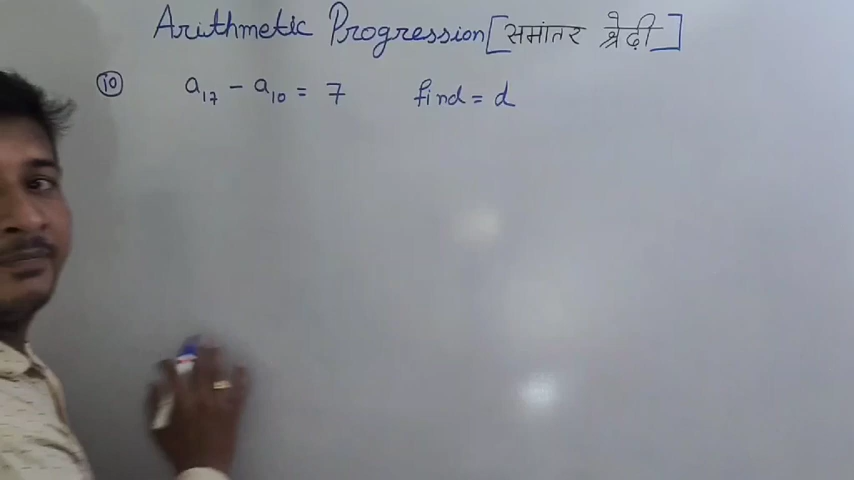 Arithmetic Progression [समांतर श्रेढ़ी]
(10) a₁₇ - a₁₀ = 7 find = d